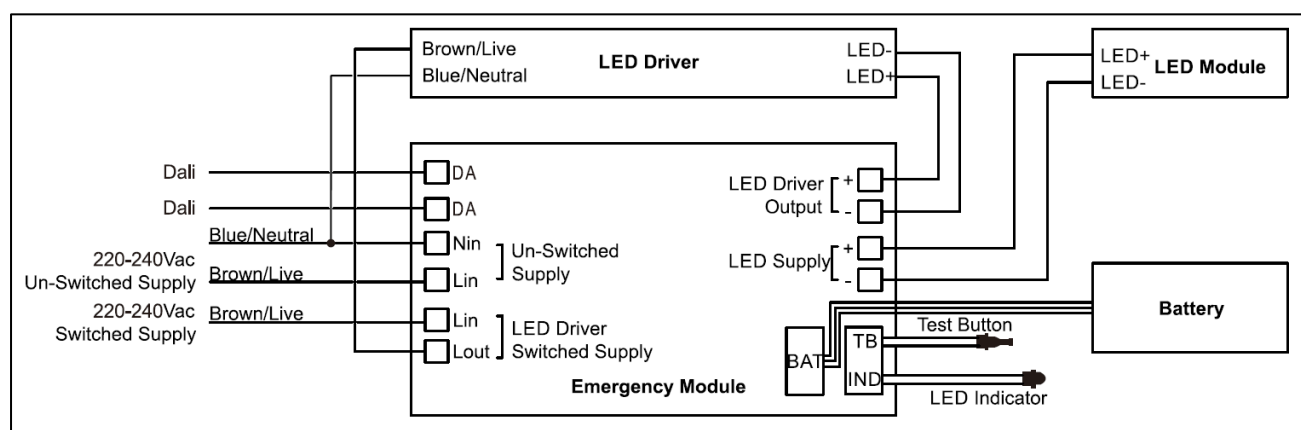 Brown/Live
Blue/Neutral
LED Driver
LED-
LED+
LED+
LED-
LED Module
Dali
DA
Dali
DA
Blue/Neutral
Nin
Un-Switched
Supply
220-240Vac
Un-Switched Supply
Brown/Live
Lin
220-240Vac
Switched Supply
Brown/Live
Lin
Lout
LED Driver
Switched Supply
LED Driver
Output
+
-
LED Supply
+
-
Battery
BAT
TB
IND
Test Button
LED Indicator
Emergency Module